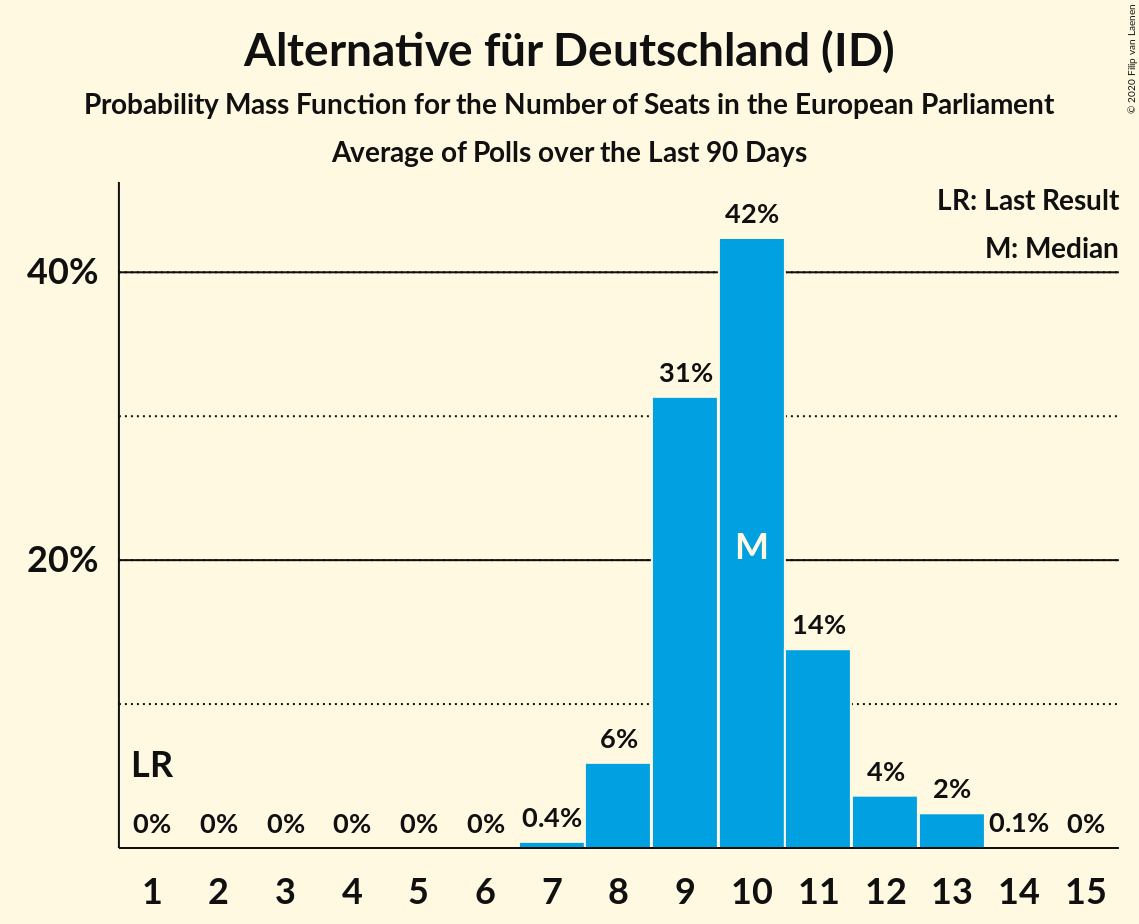 Alternative für Deutschland (ID)
Probability Mass Function for the Number of Seats in the European Parliament
Average of Polls over the Last 90 Days
© 2020 Filip van Laenen
LR: Last Result
M: Median
40%
20%
42%
31%
M
14%
6%
4%
2%
LR
0% 0% 0% 0% 0% 0% 0.4% 0.1% 0%
1 2 3 4 5 6 7 8 9 10 11 12 13 14 15